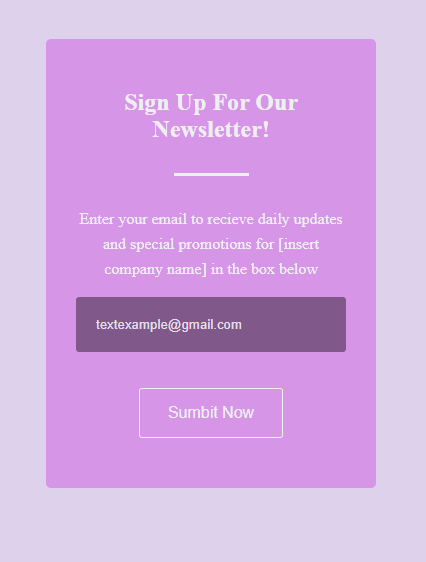 Sign Up For Our
Newsletter!
Enter your email to recieve daily updates
and special promotions for [insert
company name] in the box below
textexample@gmail.com
Sumbit Now